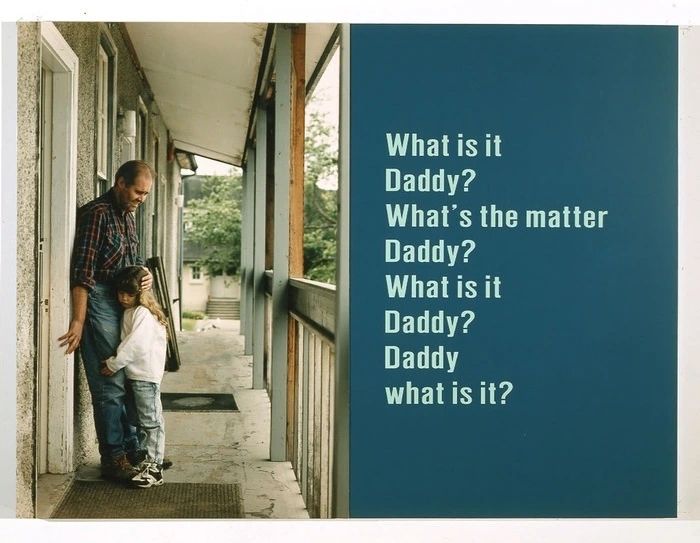 What is it
Daddy?
What's the matter
Daddy?
What is it
Daddy?
Daddy
what is it?